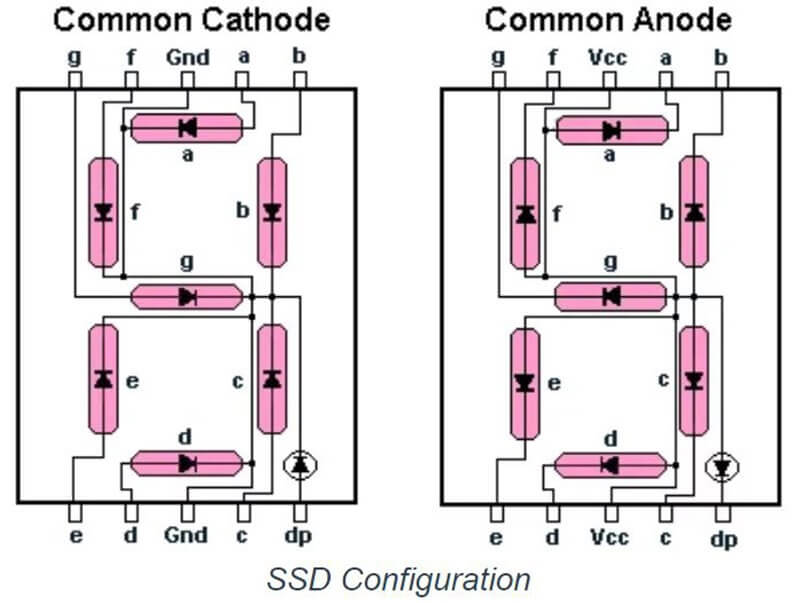 Common Cathode Common Anode
g f Gnd a b g f Vcc a b
a a
f b f b
g g
e c e c
d d
e d Gnd c dp e d Vcc c dp
SSD Configuration